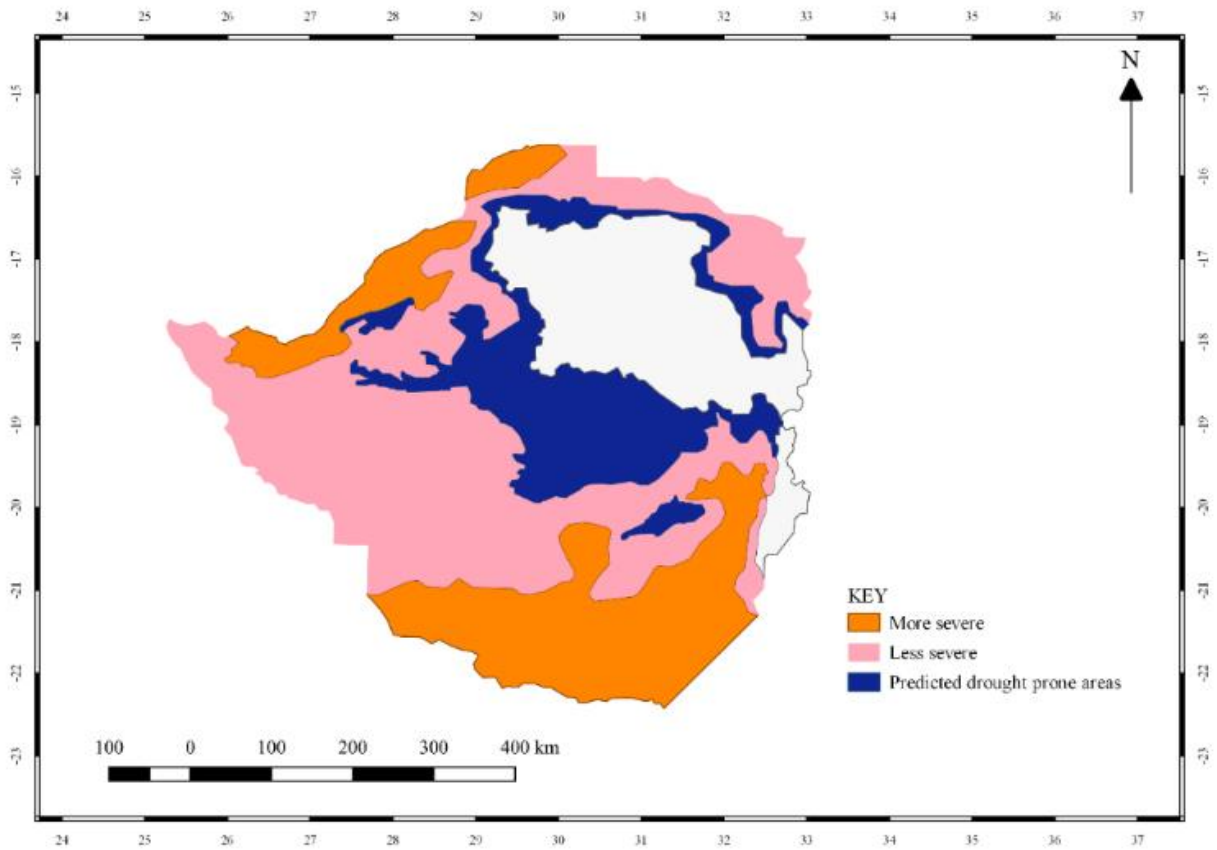 24 25 26 27 28 29 30 31 32 33 34 35 36 37
N
-15 -15
-16 -16
-17 -17
-18 -18
-19 -19
-20 -20
-21 -21
KEY
More severe
Less severe
-22 -22
Predicted drought prone areas
100 0 100 200 300 400 km
-23 -23
24 25 26 27 28 29 30 31 32 33 34 35 36 37